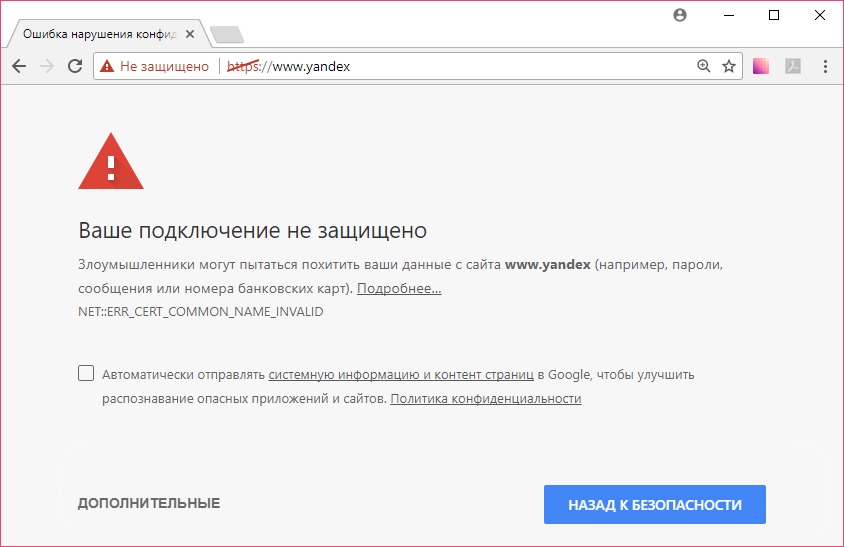 Ошибка нарушения конфид
Не защищено https://www.yandex
Ваше подключение не защищено
Злоумышленники могут пытаться похитить ваши данные с сайта www.yandex (например, пароли,
сообщения или номера банковских карт). Подробнее...
NET::ERR_CERT_COMMON_NAME_INVALID
Автоматически отправлять системную информацию и контент страниц в Google, чтобы улучшить
распознавание опасных приложений и сайтов. Политика конфиденциальности
ДОПОЛНИТЕЛЬНЫЕ
НАЗАД К БЕЗОПАСНОСТИ